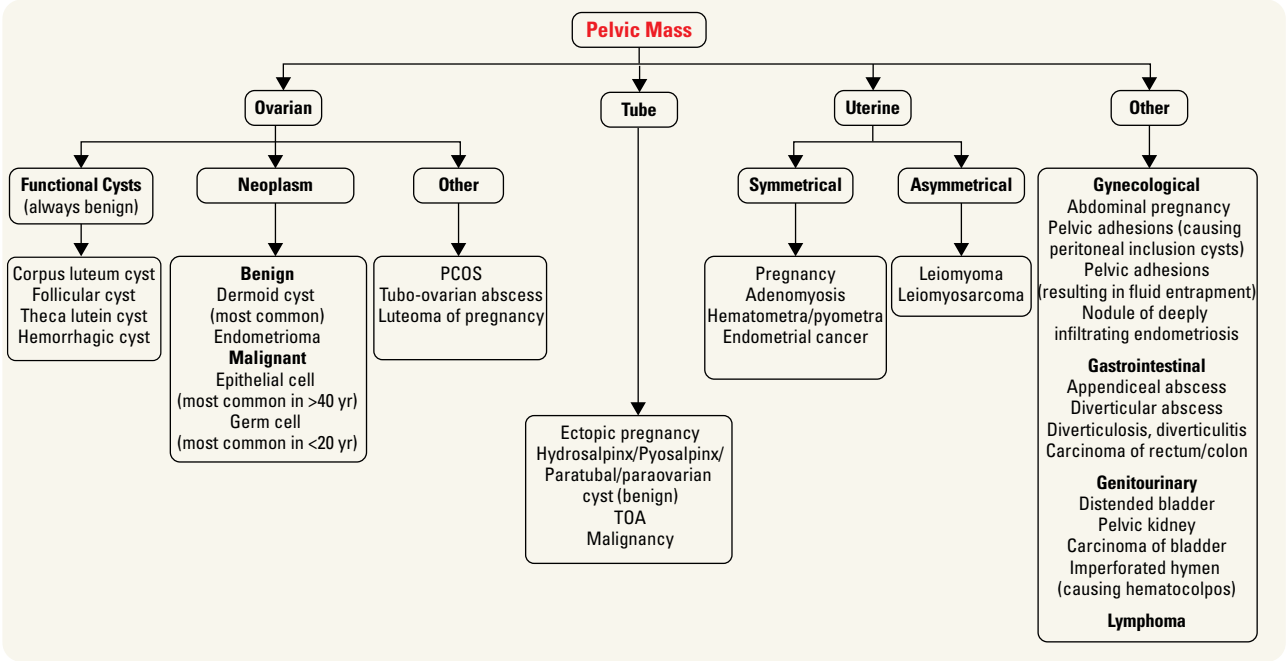 Pelvic Mass
Ovarian
Tube
Uterine
Other
Functional Cysts
(always benign)
Neoplasm
Other
Symmetrical
Asymmetrical
Corpus luteum cyst
Follicular cyst
Theca lutein cyst
Hemorrhagic cyst
Benign
Dermoid cyst
(most common)
Endometrioma
Malignant
Epithelial cell
(most common in >40 yr)
Germ cell
(most common in <20 yr)
PCOS
Tubo-ovarian abscess
Luteoma of pregnancy
Ectopic pregnancy
Hydrosalpinx/Pyosalpinx/
Paratubal/paraovarian
cyst (benign)
TOA
Malignancy
Pregnancy
Adenomyosis
Hematometra/pyometra
Endometrial cancer
Leiomyoma
Leiomyosarcoma
Gynecological
Abdominal pregnancy
Pelvic adhesions (causing
peritoneal inclusion cysts)
Pelvic adhesions
(resulting in fluid entrapment)
Nodule of deeply
infiltrating endometriosis
Gastrointestinal
Appendiceal abscess
Diverticular abscess
Diverticulosis, diverticulitis
Carcinoma of rectum/colon
Genitourinary
Distended bladder
Pelvic kidney
Carcinoma of bladder
Imperforated hymen
(causing hematocolpos)
Lymphoma